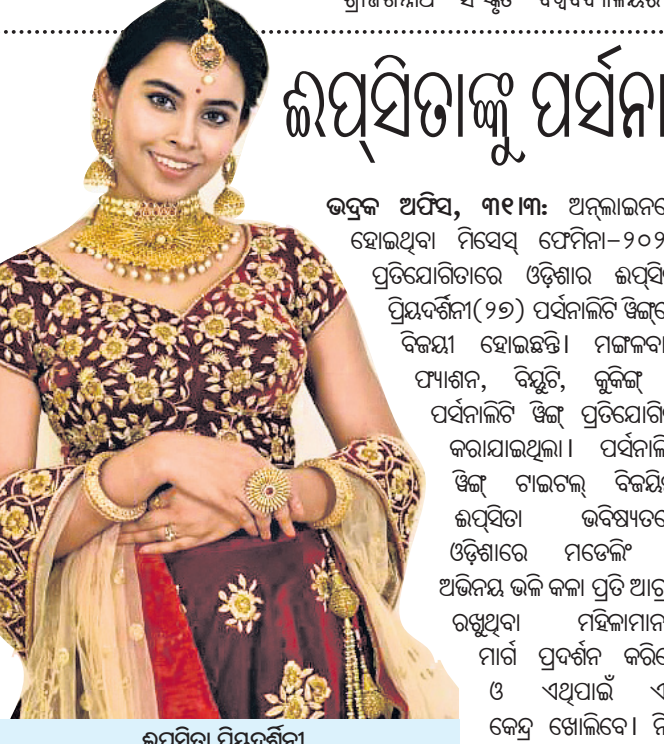 ଈପ୍ସିତାଙ୍କୁ ପର୍ସନା
ଭଦ୍ରକ ଅଫିସ, ୩୧।୩: ଅନ୍‌ଲାଇନରେ
ହୋଇଥିବା ମିସେସ୍ ଫେମିନା-୨୦୨
ପ୍ରତିଯୋଗିତାରେ ଓଡ଼ିଶାର ଈପ୍ସି
ପ୍ରିୟଦର୍ଶିନୀ(୨୭) ପର୍ସନାଲିଟି ୱିଙ୍ଗ୍‌ରେ
ବିଜୟୀ ହୋଇଛନ୍ତି। ମଙ୍ଗଳବା
ଫ୍ୟାଶନ, ବିୟୁଟି, କୁକିଙ୍ଗ୍
ପର୍ସନାଲିଟି ୱିଙ୍ଗ୍ ପ୍ରତିଯୋଗି
କରାଯାଇଥିଲା। ପର୍ସନାଲି
ୱିଙ୍ଗ୍ ଟାଇଟଲ୍ ବିଜୟି
ଈପ୍ସିତା ଭବିଷ୍ୟତରେ
ଓଡ଼ିଶାରେ ମଡେଲିଂ
ଅଭିନୟ ଭଳି କଳା ପ୍ରତି ଆଗ୍ର
ରଖୁଥିବା ମହିଳାମାନ
ମାର୍ଗ ପ୍ରଦର୍ଶନ କରିବେ
ଓ ଏଥିପାଇଁ ଏ
କେନ୍ଦ୍ର ଖୋଲିବେ। ନି
ଈପ୍ସିତା ପ୍ରିୟଦର୍ଶିନୀ